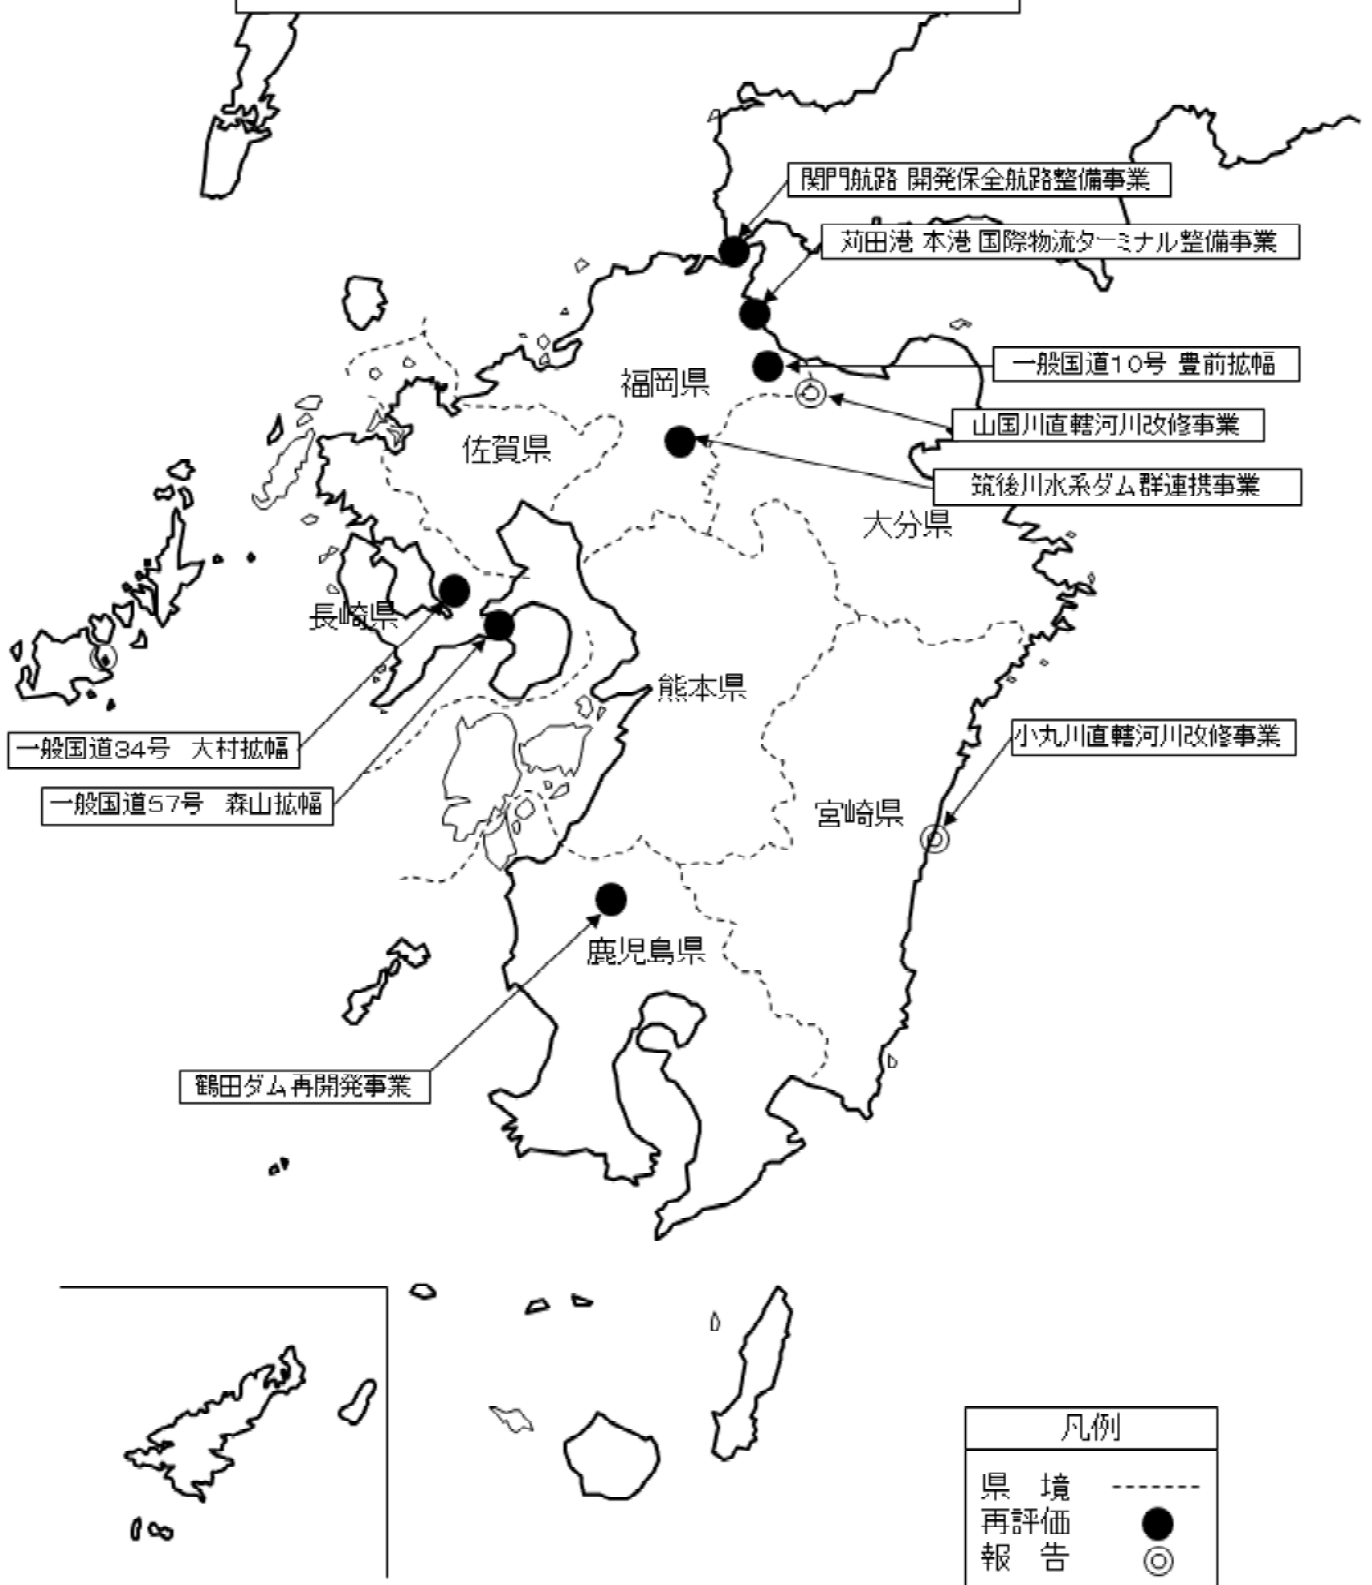 関門航路 開発保全航路整備事業
苅田港 本港 国際物流ターミナル整備事業
一般国道10号 豊前拡幅
福岡県
山国川直轄河川改修事業
佐賀県
筑後川水系ダム群連携事業
大分県
長崎県
熊本県
一般国道34号　大村拡幅
小丸川直轄河川改修事業
一般国道57号　森山拡幅
宮崎県
鹿児島県
鶴田ダム再開発事業
凡例
県　境
再評価
報　告